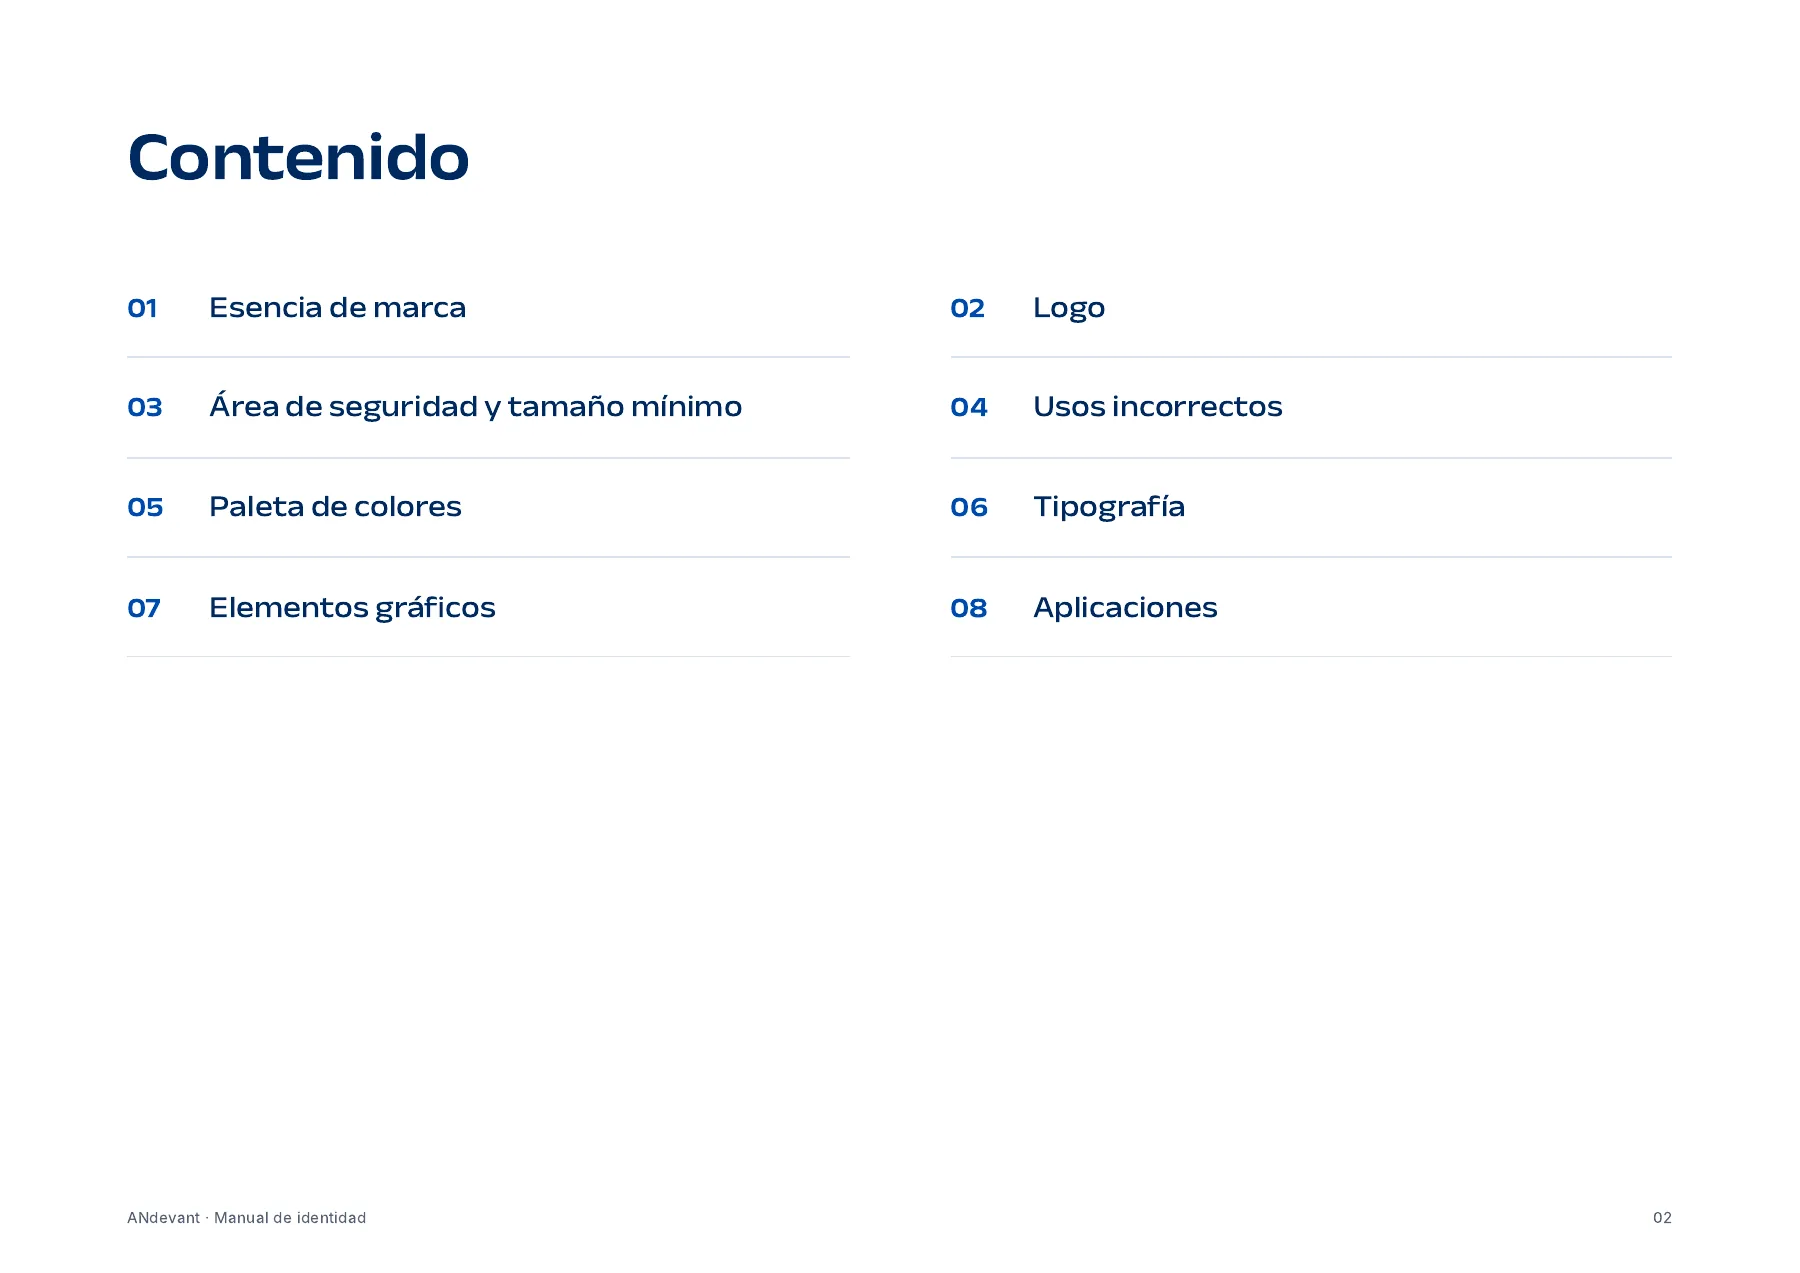 Contenido
01 Esencia de marca
02 Logo
03 Área de seguridad y tamaño mínimo
04 Usos incorrectos
05 Paleta de colores
06 Tipografía
07 Elementos gráficos
08 Aplicaciones
ANdevant · Manual de identidad
02